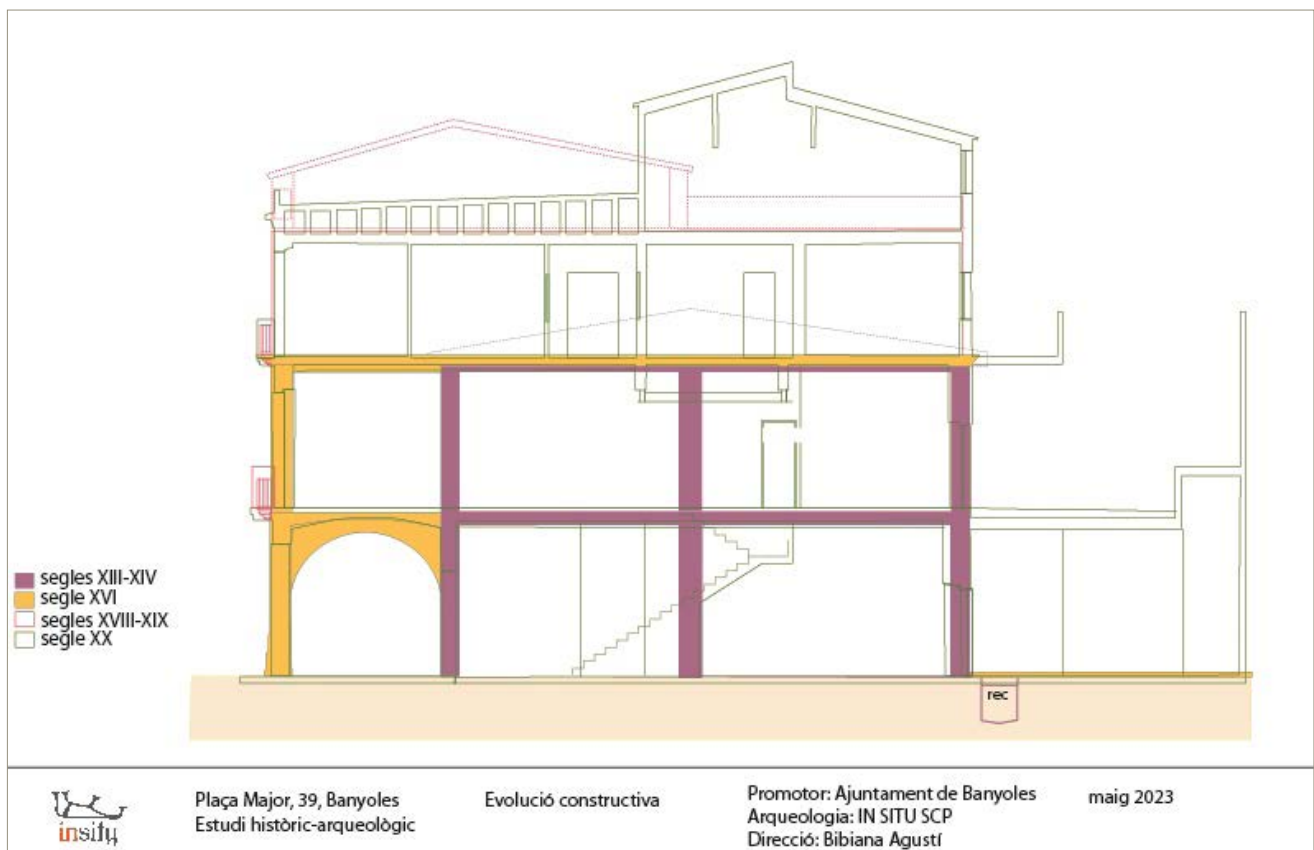 segles XIII-XIV
segle XVI
segles XVIII-XIX
segle XX
rec
insitu
Plaça Major, 39, Banyoles
Estudi històric-arqueològic
Evolució constructiva
Promotor: Ajuntament de Banyoles
Arqueologia: IN SITU SCP
Direcció: Bibiana Agustí
maig 2023